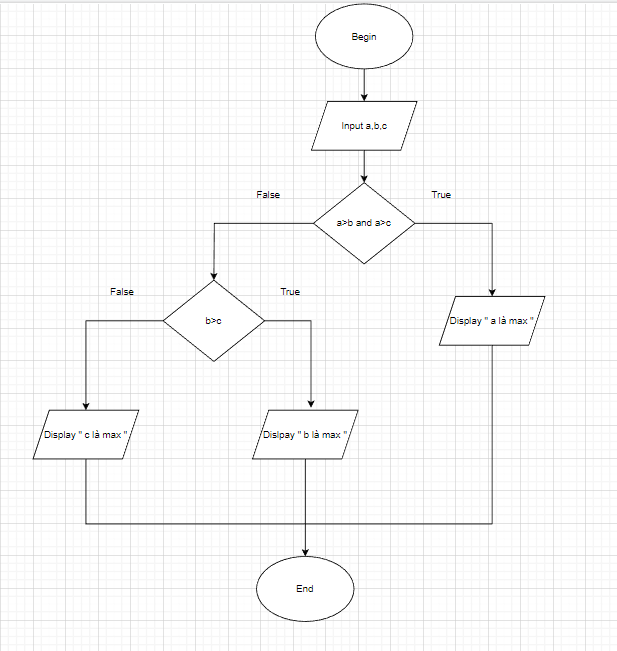 Begin
Input a,b,c
False
True
a>b and a>c
False
True
b>c
Display " a là max "
Display " c là max "
Dislpay " b là max "
End